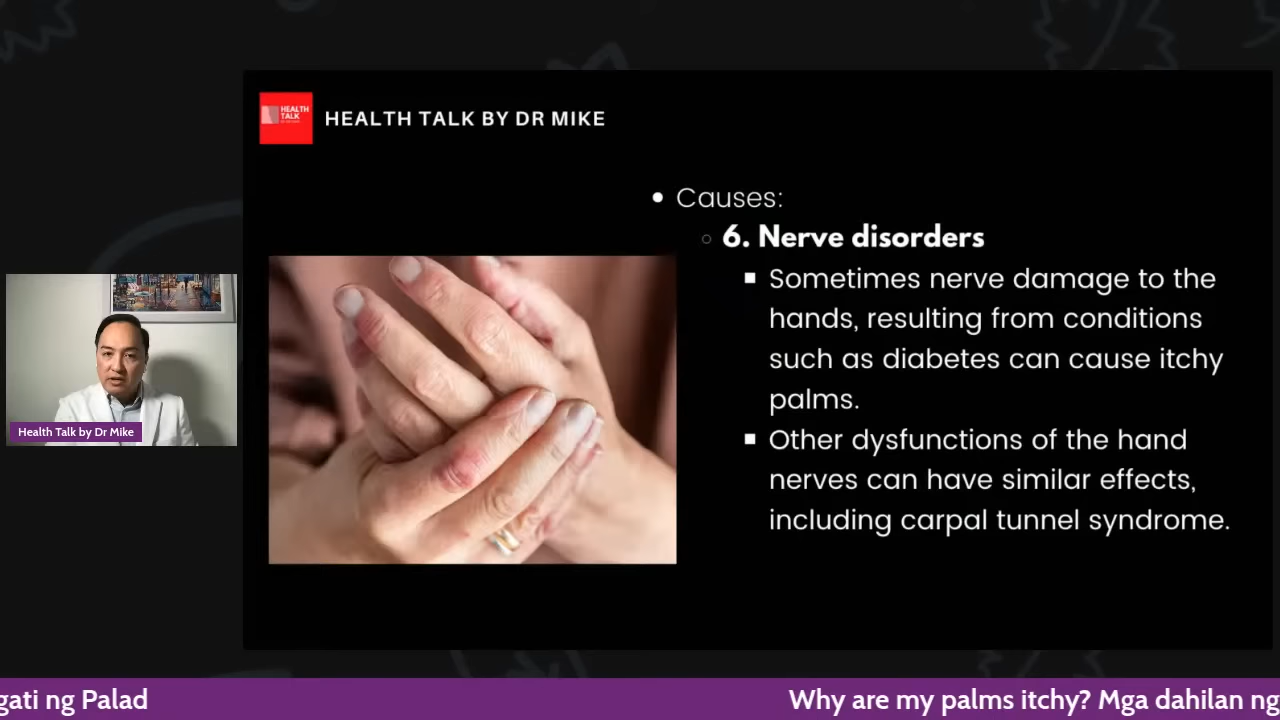 HEALTH
TALK
HEALTH TALK BY DR MIKE
Causes:
6. Nerve disorders
Sometimes nerve damage to the
hands, resulting from conditions
such as diabetes can cause itchy
palms.
Other dysfunctions of the hand
nerves can have similar effects,
including carpal tunnel syndrome.
Health Talk by Dr Mike
gati ng Palad
Why are my palms itchy? Mga dahilan ng